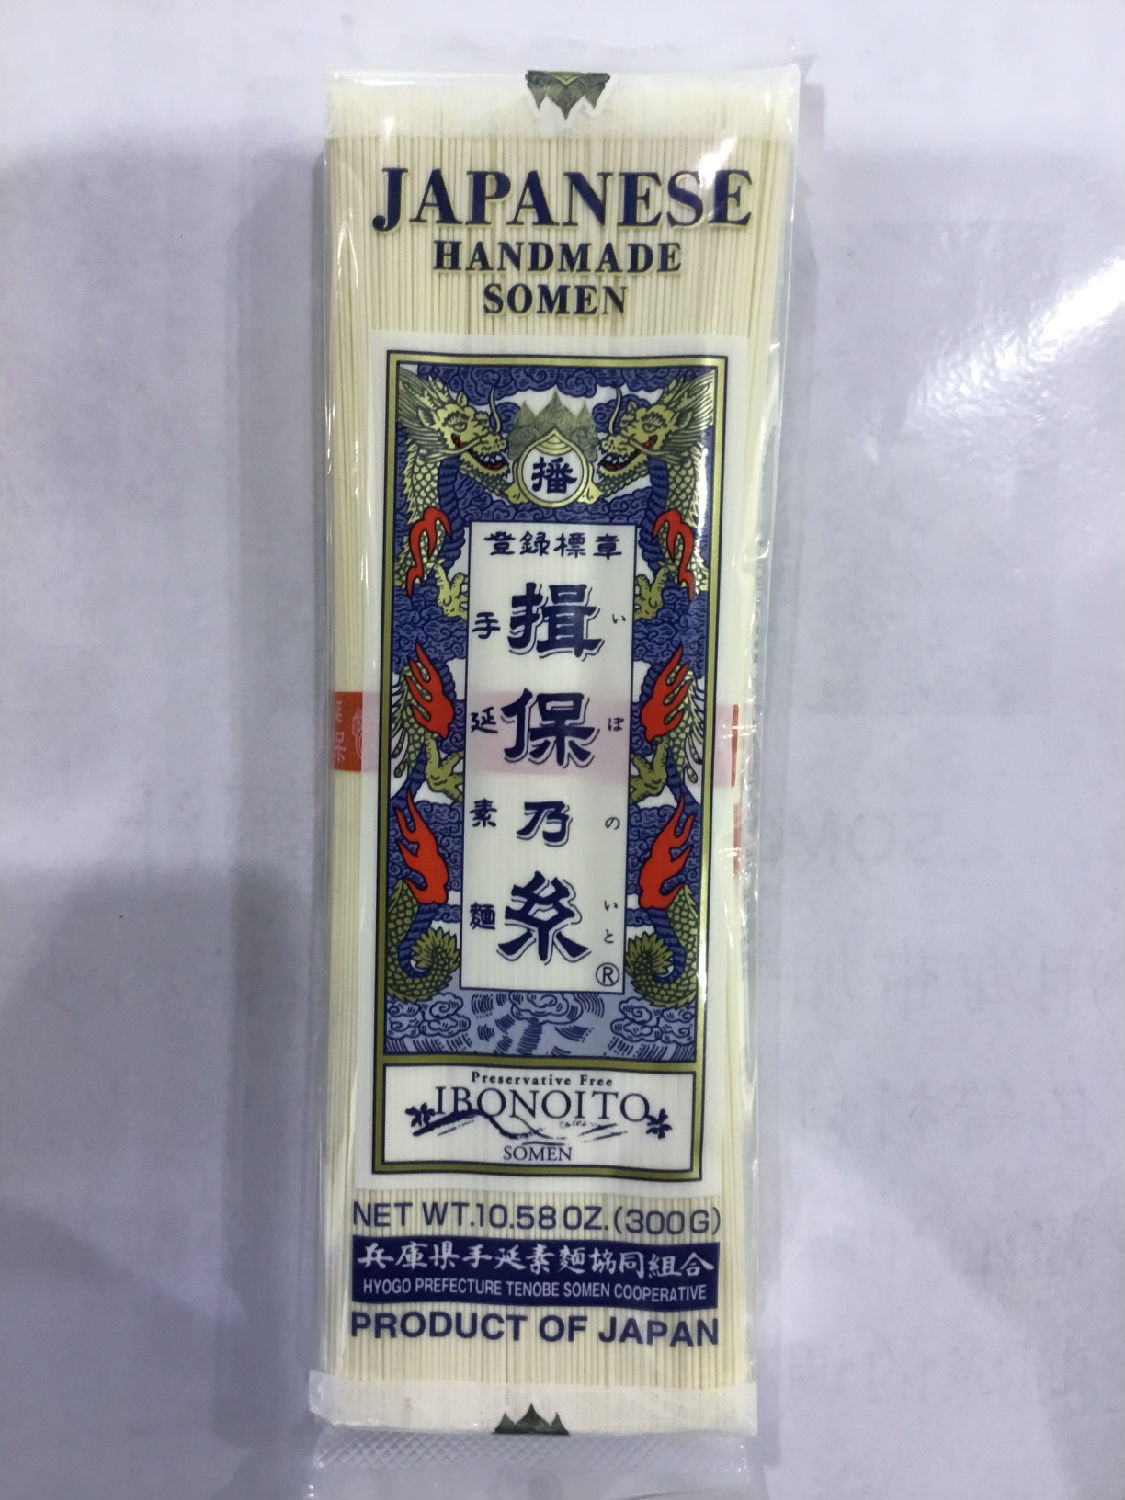 JAPANESE
HANDMADE
SOMEN
播
登録標章
揖保乃糸
いぼのいと
手延素麺
®
Preservative Free
IBONOITO
SOMEN
NET WT.10.58OZ.(300G)
兵庫県手延素麺協同組合
HYOGO PREFECTURE TENOBE SOMEN COOPERATIVE
PRODUCT OF JAPAN